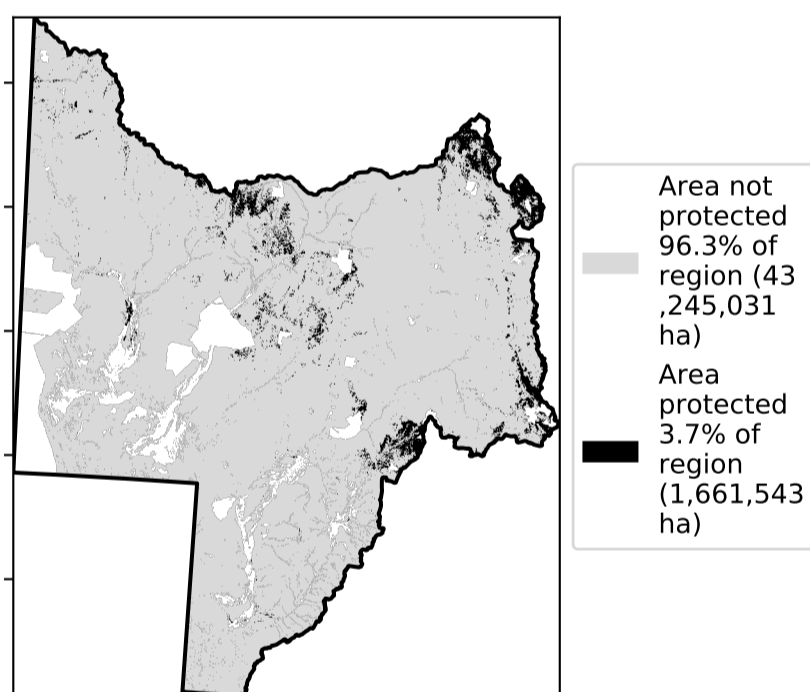 Area not
protected
96.3% of
region (43
,245,031
ha)
Area
protected
3.7% of
region
(1,661,543
ha)